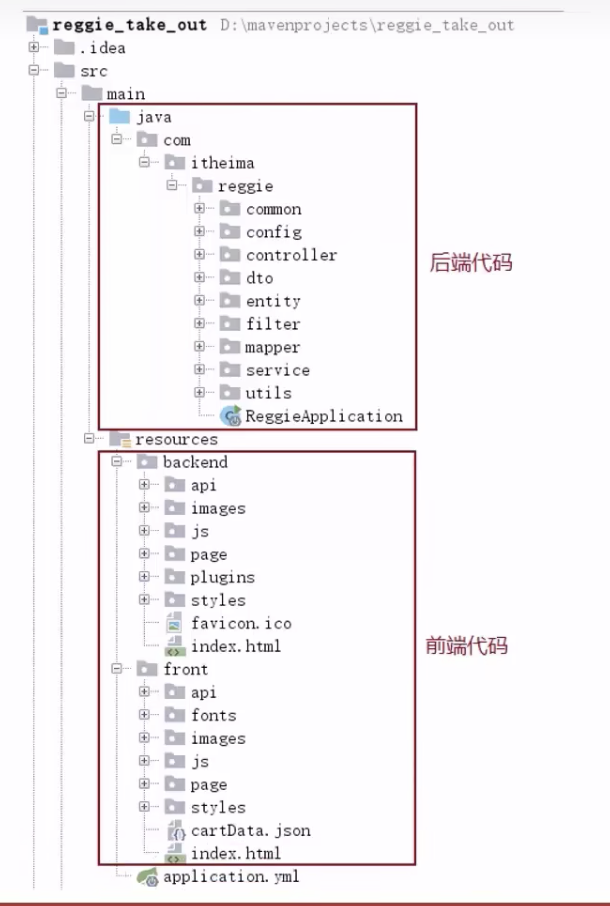 reggie_take_out D:\mavenprojects\reggie_take_out
.idea
src
main
java
com
itheima
reggie
common
config
controller
后端代码
dto
entity
filter
mapper
service
utils
ReggieApplication
resources
backend
api
images
js
page
plugins
styles
favicon.ico
index.html
前端代码
front
api
fonts
images
js
page
styles
cartData.json
index.html
application.yml